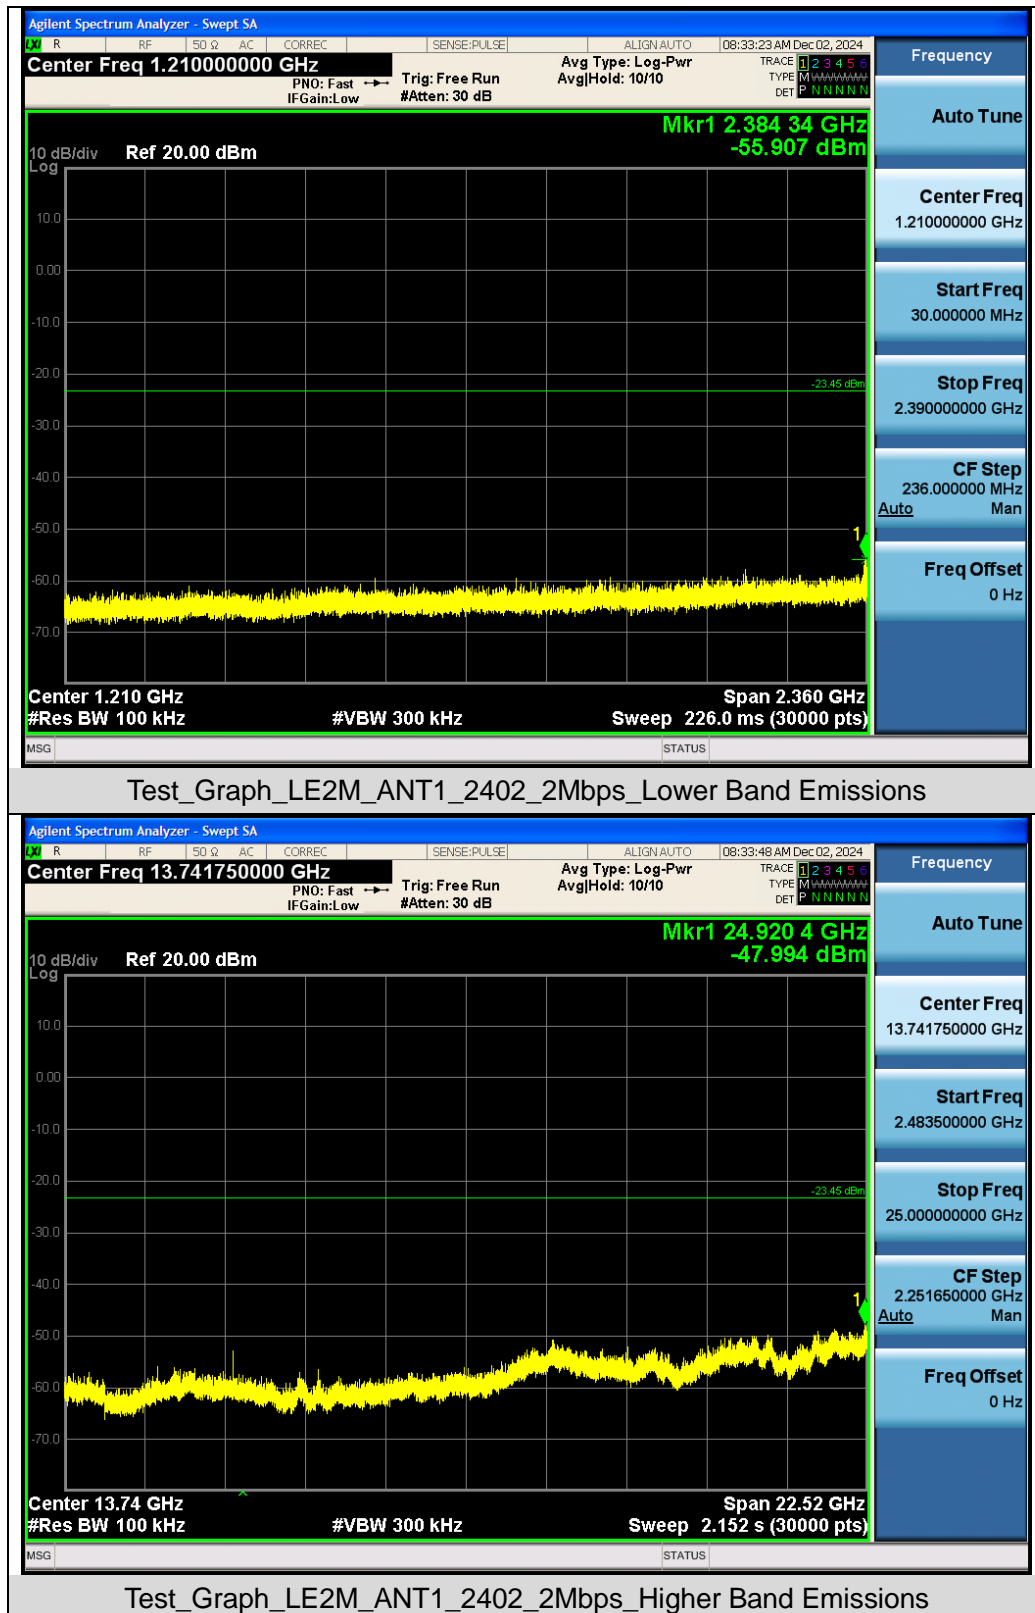 Agilent Spectrum Analyzer - Swept SA
LXI R RF 50 Ω AC CORREC SENSE:PULSE ALIGN AUTO 08:33:23 AM Dec 02, 2024
Center Freq 1.210000000 GHz
PNO: Fast
IFGain:Low
Trig: Free Run
#Atten: 30 dB
Avg Type: Log-Pwr
Avg|Hold: 10/10
TRACE 1 2 3 4 5 6
TYPE M WWWWW
DET P N N N N N
Mkr1 2.384 34 GHz
-55.907 dBm
10 dB/div Ref 20.00 dBm
Log
10.0
0.00
-10.0
-20.0
-23.45 dBm
-30.0
-40.0
-50.0
1
-60.0
-70.0
Center 1.210 GHz Span 2.360 GHz
#Res BW 100 kHz #VBW 300 kHz Sweep 226.0 ms (30000 pts)
MSG STATUS
Frequency
Auto Tune
Center Freq
1.210000000 GHz
Start Freq
30.000000 MHz
Stop Freq
2.390000000 GHz
CF Step
236.000000 MHz
Auto Man
Freq Offset
0 Hz
Test_Graph_LE2M_ANT1_2402_2Mbps_Lower Band Emissions
Agilent Spectrum Analyzer - Swept SA
LXI R RF 50 Ω AC CORREC SENSE:PULSE ALIGN AUTO 08:33:48 AM Dec 02, 2024
Center Freq 13.741750000 GHz
PNO: Fast
IFGain:Low
Trig: Free Run
#Atten: 30 dB
Avg Type: Log-Pwr
Avg|Hold: 10/10
TRACE 1 2 3 4 5 6
TYPE M WWWWW
DET P N N N N N
Mkr1 24.920 4 GHz
-47.994 dBm
10 dB/div Ref 20.00 dBm
Log
10.0
0.00
-10.0
-20.0
-23.45 dBm
-30.0
-40.0
1
-50.0
-60.0
-70.0
Center 13.74 GHz Span 22.52 GHz
#Res BW 100 kHz #VBW 300 kHz Sweep 2.152 s (30000 pts)
MSG STATUS
Frequency
Auto Tune
Center Freq
13.741750000 GHz
Start Freq
2.483500000 GHz
Stop Freq
25.000000000 GHz
CF Step
2.251650000 GHz
Auto Man
Freq Offset
0 Hz
Test_Graph_LE2M_ANT1_2402_2Mbps_Higher Band Emissions